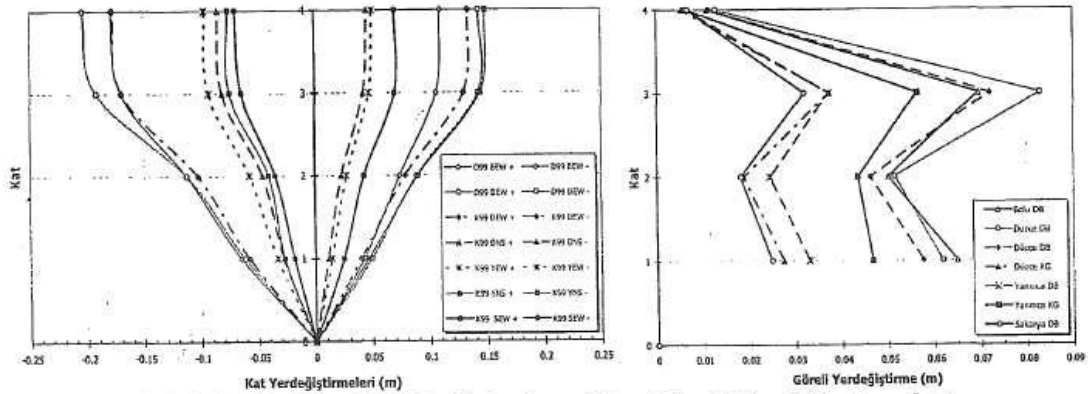 Kat
4
3
2
1
-0.25
-0.2
-0.15
-0.1
-0.05
0
0.05
0.1
0.15
0.2
0.25
Kat Yerdeğiştirmeleri (m)
D99 BEW + D99 BEW -
D99 DEW + D99 DEW -
K99 DEW + K99 DEW -
K99 DNS + K99 DNS -
K99 YEW + K99 YEW -
K99 YNS + K99 YNS -
K99 SEW + K99 SEW -
Kat
4
3
2
1
0
0
0.01
0.02
0.03
0.04
0.05
0.06
0.07
0.08
0.09
Göreli Yerdeğiştirme (m)
Bolu DB
Düzce DB
Düzce KG
Yarımca DB
Yarımca KG
Sakarya DB